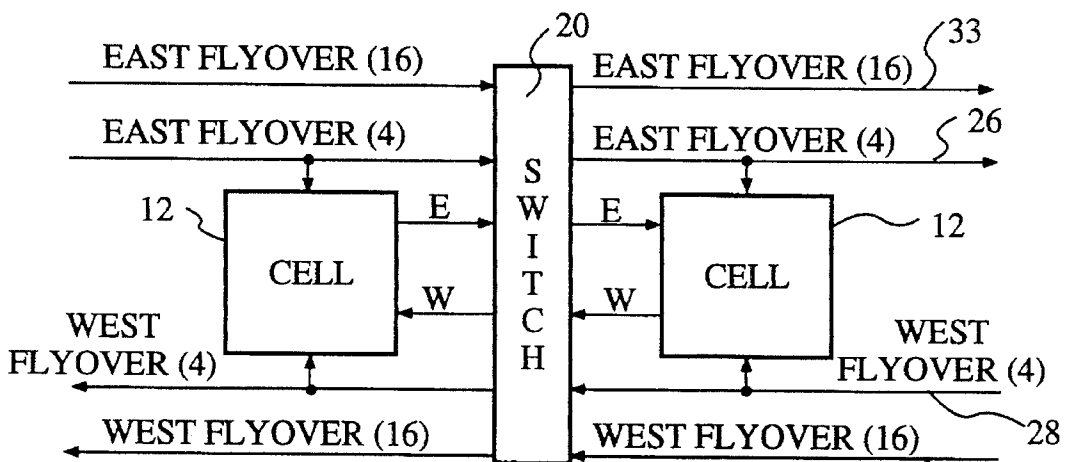 20
33
EAST FLYOVER (16)
EAST FLYOVER (16)
26
EAST FLYOVER (4)
EAST FLYOVER (4)
SWITCH
12
E
E
12
CELL
CELL
W
W
WEST
FLYOVER (4)
WEST
FLYOVER (4)
WEST FLYOVER (16)
WEST FLYOVER (16)
28